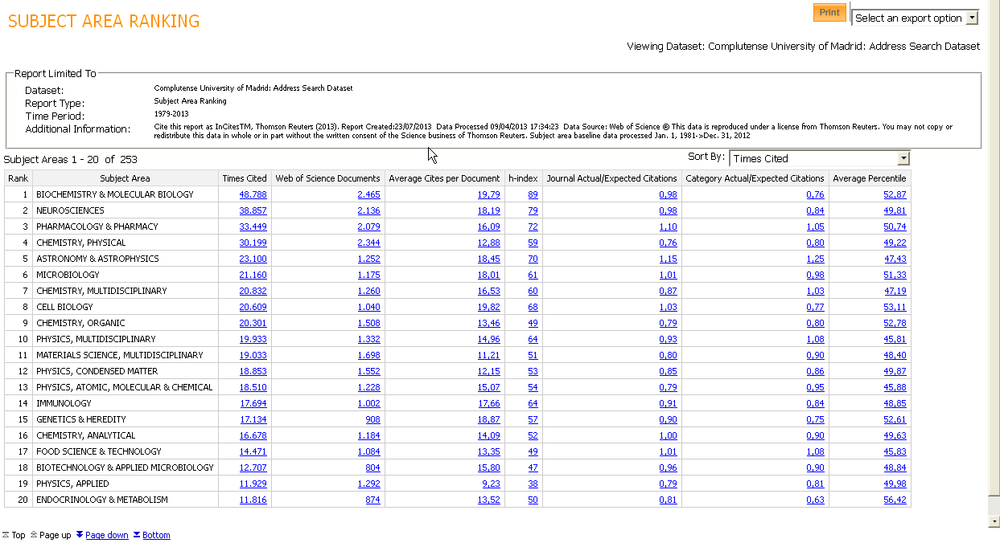 SUBJECT AREA RANKING
Print
Select an export option
Viewing Dataset: Complutense University of Madrid: Address Search Dataset
Report Limited To
Dataset: Complutense University of Madrid: Address Search Dataset
Report Type: Subject Area Ranking
Time Period: 1979-2013
Additional Information: Cite this report as InCitesTM, Thomson Reuters (2013). Report Created:23/07/2013 Data Processed 09/04/2013 17:34:23 Data Source: Web of Science ® This data is reproduced under a license from Thomson Reuters. You may not copy or
redistribute this data in whole or in part without the written consent of the Science business of Thomson Reuters. Subject area baseline data processed Jan. 1, 1981->Dec. 31, 2012
Subject Areas 1 - 20 of 253
Sort By: Times Cited
Rank Subject Area Times Cited Web of Science Documents Average Cites per Document h-index Journal Actual/Expected Citations Category Actual/Expected Citations Average Percentile
1 BIOCHEMISTRY & MOLECULAR BIOLOGY 48.788 2.465 19,79 89 0,98 0,76 52,87
2 NEUROSCIENCES 38.857 2.136 18,19 79 0,98 0,84 49,81
3 PHARMACOLOGY & PHARMACY 33.449 2.079 16,09 72 1,10 1,05 50,74
4 CHEMISTRY, PHYSICAL 30.199 2.344 12,88 59 0,76 0,80 49,22
5 ASTRONOMY & ASTROPHYSICS 23.100 1.252 18,45 70 1,15 1,25 47,43
6 MICROBIOLOGY 21.160 1.175 18,01 61 1,01 0,98 51,33
7 CHEMISTRY, MULTIDISCIPLINARY 20.832 1.260 16,53 60 0,87 1,03 47,19
8 CELL BIOLOGY 20.609 1.040 19,82 68 1,03 0,77 53,11
9 CHEMISTRY, ORGANIC 20.301 1.508 13,46 49 0,79 0,80 52,78
10 PHYSICS, MULTIDISCIPLINARY 19.933 1.332 14,96 64 0,93 1,08 45,81
11 MATERIALS SCIENCE, MULTIDISCIPLINARY 19.033 1.698 11,21 51 0,80 0,90 48,40
12 PHYSICS, CONDENSED MATTER 18.853 1.552 12,15 53 0,85 0,86 49,87
13 PHYSICS, ATOMIC, MOLECULAR & CHEMICAL 18.510 1.228 15,07 54 0,79 0,95 45,88
14 IMMUNOLOGY 17.694 1.002 17,66 64 0,91 0,84 48,85
15 GENETICS & HEREDITY 17.134 908 18,87 57 0,90 0,75 52,61
16 CHEMISTRY, ANALYTICAL 16.678 1.184 14,09 52 1,00 0,90 49,63
17 FOOD SCIENCE & TECHNOLOGY 14.471 1.084 13,35 49 1,01 1,08 45,83
18 BIOTECHNOLOGY & APPLIED MICROBIOLOGY 12.707 804 15,80 47 0,96 0,90 48,84
19 PHYSICS, APPLIED 11.929 1.292 9,23 38 0,79 0,81 49,98
20 ENDOCRINOLOGY & METABOLISM 11.816 874 13,52 50 0,81 0,63 56,42
Top Page up Page down Bottom